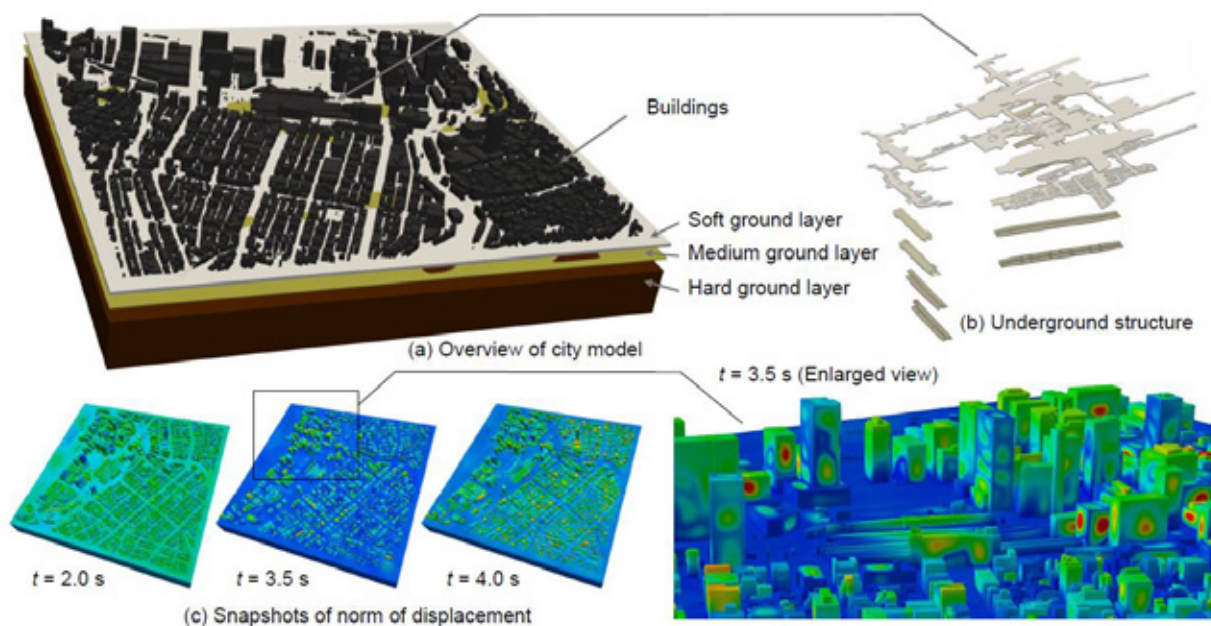 Buildings
Soft ground layer
Medium ground layer
Hard ground layer
(a) Overview of city model
(b) Underground structure
t = 3.5 s (Enlarged view)
t = 2.0 s
t = 3.5 s
t = 4.0 s
(c) Snapshots of norm of displacement